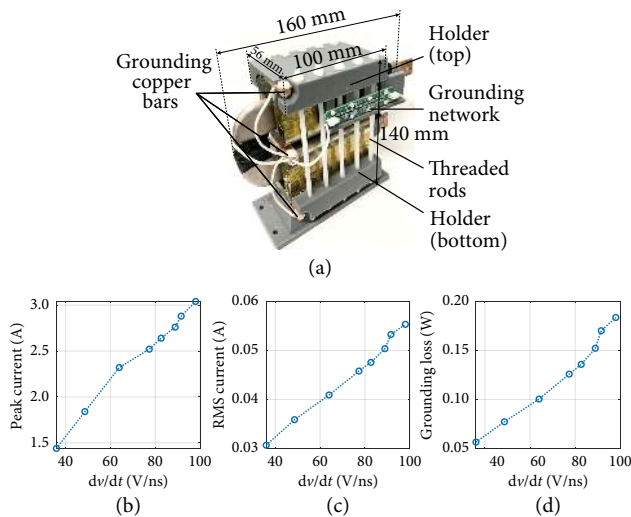 160 mm
56 mm
100 mm
Grounding
copper
bars
Holder
(top)
Grounding
network
140 mm
Threaded
rods
Holder
(bottom)
(a)
3.0
2.5
2.0
1.5
Peak current (A)
40 60 80 100
dv/dt (V/ns)
(b)
0.06
0.05
0.04
0.03
RMS current (A)
40 60 80 100
dv/dt (V/ns)
(c)
0.20
0.15
0.10
0.05
Grounding loss (W)
40 60 80 100
dv/dt (V/ns)
(d)